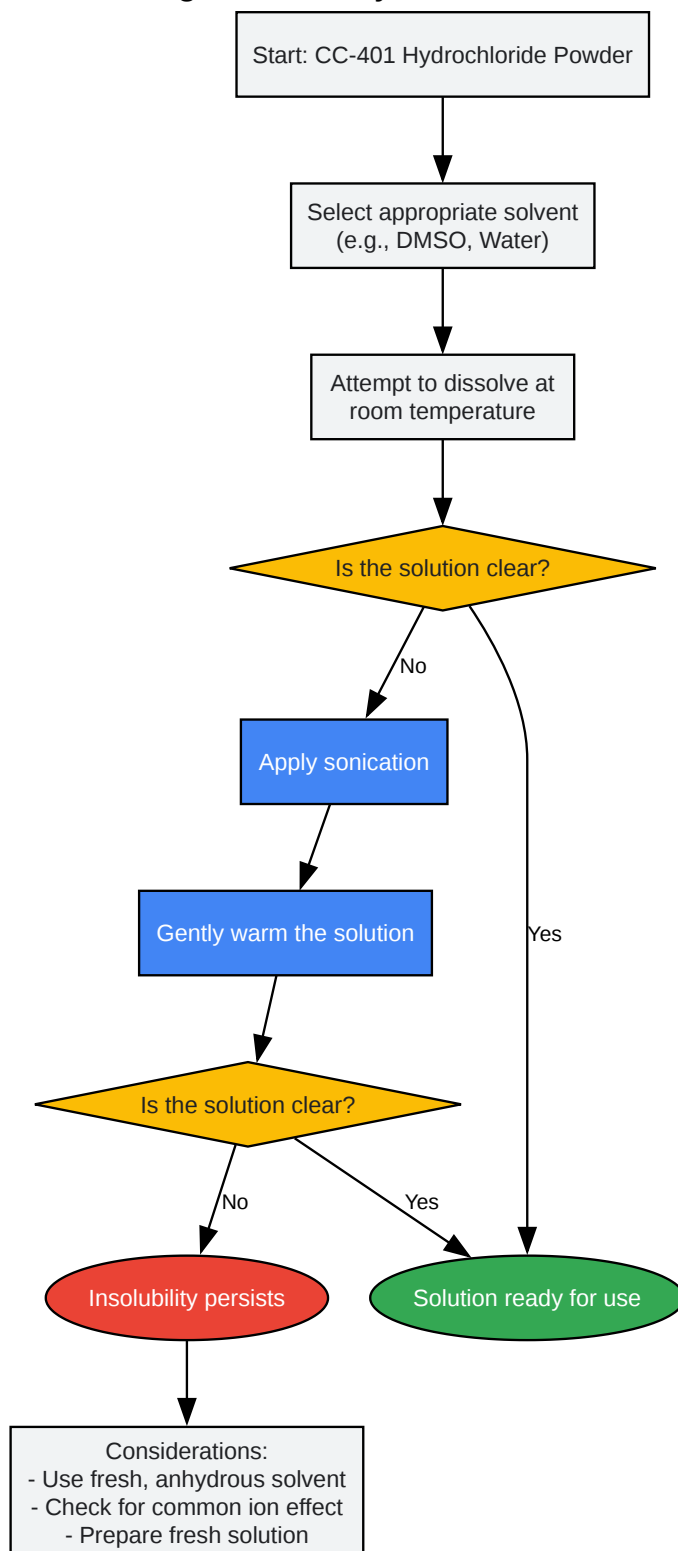 Start: CC-401 Hydrochloride Powder
Select appropriate solvent
(e.g., DMSO, Water)
Attempt to dissolve at
room temperature
Is the solution clear?
No
Apply sonication
Gently warm the solution
Yes
Is the solution clear?
No
Yes
Insolubility persists
Solution ready for use
Considerations:
- Use fresh, anhydrous solvent
- Check for common ion effect
- Prepare fresh solution